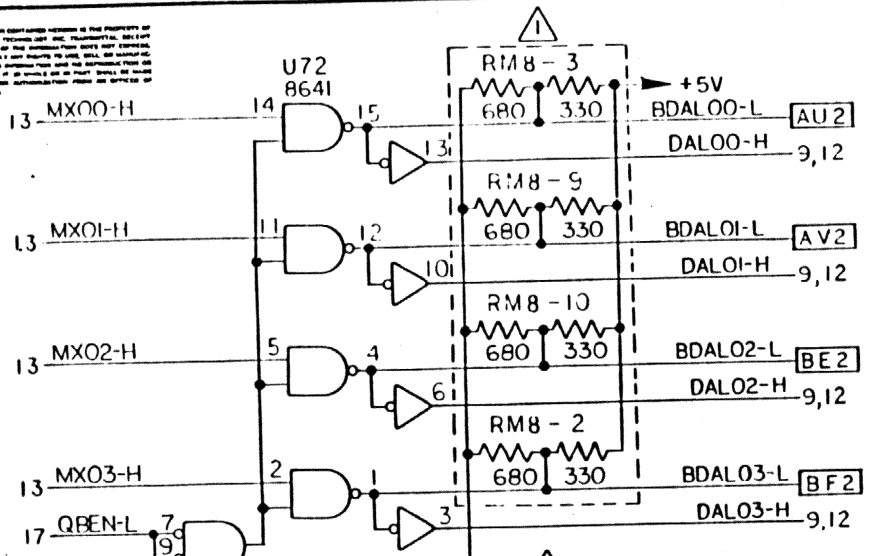 1
RM8-3
U72
8641
680 330 +5V
13 MX00-H 14 15 BDAL00-L AU2
13 DAL00-H 9,12
RM8-9
680 330
13 MX01-H 11 12 BDAL01-L AV2
10 DAL01-H 9,12
RM8-10
680 330
13 MX02-H 5 4 BDAL02-L BE2
6 DAL02-H 9,12
RM8-2
680 330
13 MX03-H 2 1 BDAL03-L BF2
3 DAL03-H 9,12
17 QBEN-L 7
9